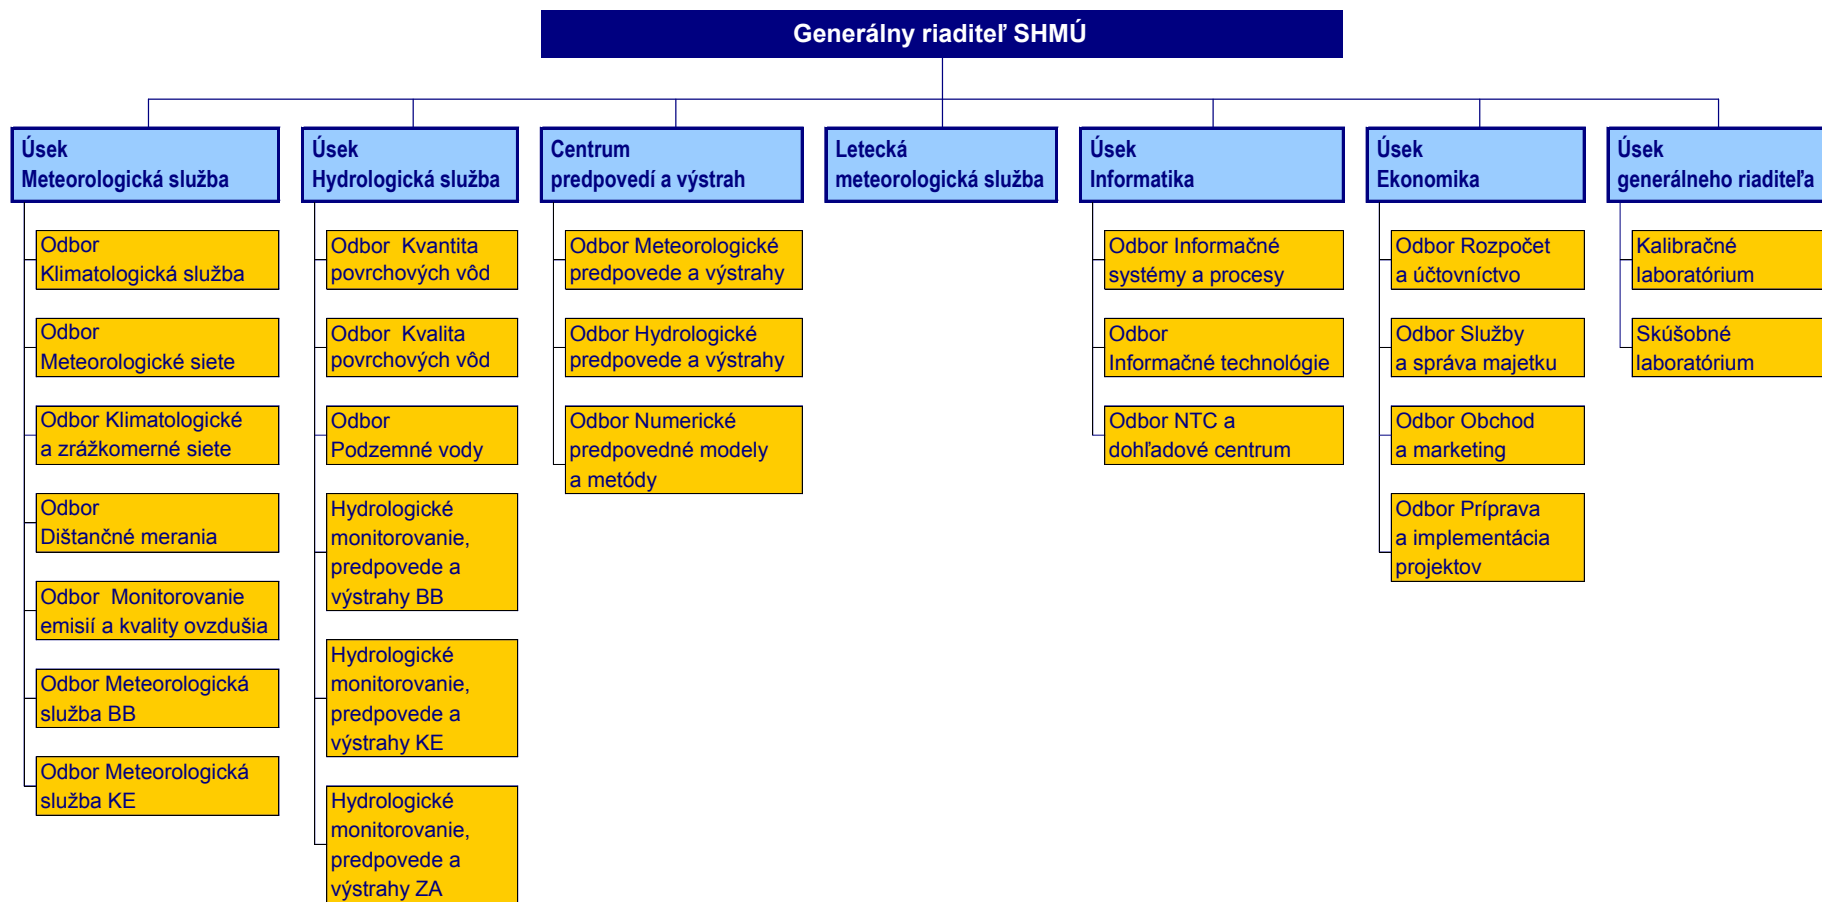 Generálny riaditeľ SHMÚ
Úsek
Meteorologická služba
Odbor
Klimatologická služba
Odbor
Meteorologické siete
Odbor Klimatologické
a zrážkomerné siete
Odbor
Dištančné merania
Odbor  Monitorovanie
emisií a kvality ovzdušia
Odbor Meteorologická
služba BB
Odbor Meteorologická
služba KE
Úsek
Hydrologická služba
Odbor  Kvantita
povrchových vôd
Odbor  Kvalita
povrchových vôd
Odbor
Podzemné vody
Hydrologické
monitorovanie,
predpovede a
výstrahy BB
Hydrologické
monitorovanie,
predpovede a
výstrahy KE
Hydrologické
monitorovanie,
predpovede a
výstrahy ZA
Centrum
predpovedí a výstrah
Odbor Meteorologické
predpovede a výstrahy
Odbor Hydrologické
predpovede a výstrahy
Odbor Numerické
predpovedné modely
a metódy
Letecká
meteorologická služba
Úsek
Informatika
Odbor Informačné
systémy a procesy
Odbor
Informačné technológie
Odbor NTC a
dohľadové centrum
Úsek
Ekonomika
Odbor Rozpočet
a účtovníctvo
Odbor Služby
a správa majetku
Odbor Obchod
a marketing
Odbor Príprava
a implementácia
projektov
Úsek
generálneho riaditeľa
Kalibračné
laboratórium
Skúšobné
laboratórium